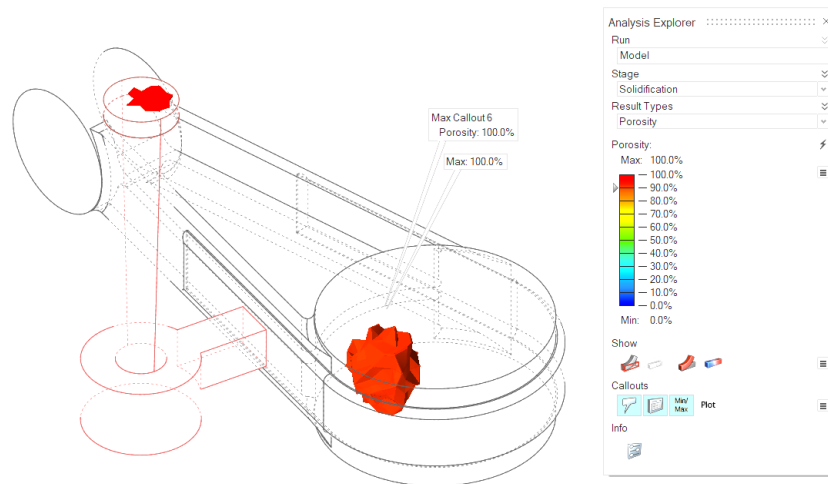 Max Callout 6
Porosity: 100.0%
Max: 100.0%
Analysis Explorer
Run
Model
Stage
Solidification
Result Types
Porosity
Porosity:
Max: 100.0%
100.0%
90.0%
80.0%
70.0%
60.0%
50.0%
40.0%
30.0%
20.0%
10.0%
0.0%
Min: 0.0%
Show
Callouts
Min/
Max
Plot
Info